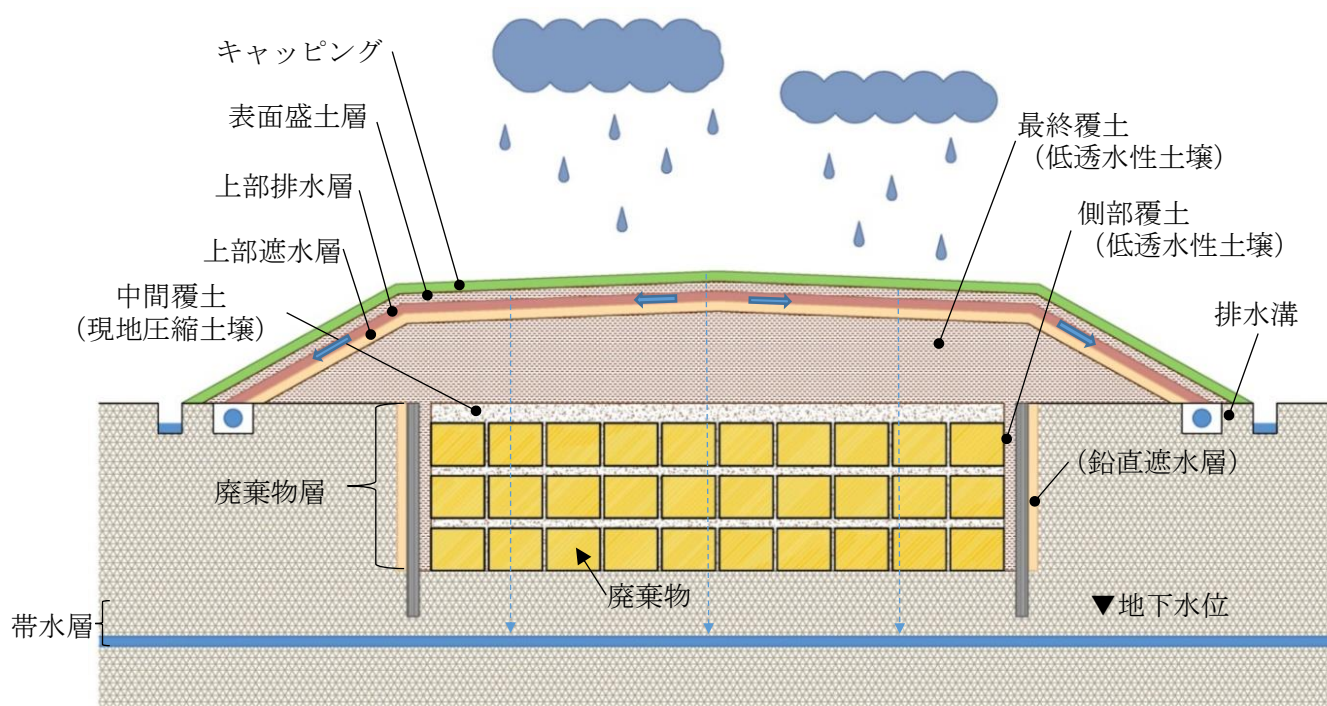 キャッピング
表面盛土層
上部排水層
上部遮水層
中間覆土
（現地圧縮土壌）
最終覆土
（低透水性土壌）
側部覆土
（低透水性土壌）
排水溝
（鉛直遮水層）
廃棄物層
廃棄物
▼地下水位
帯水層